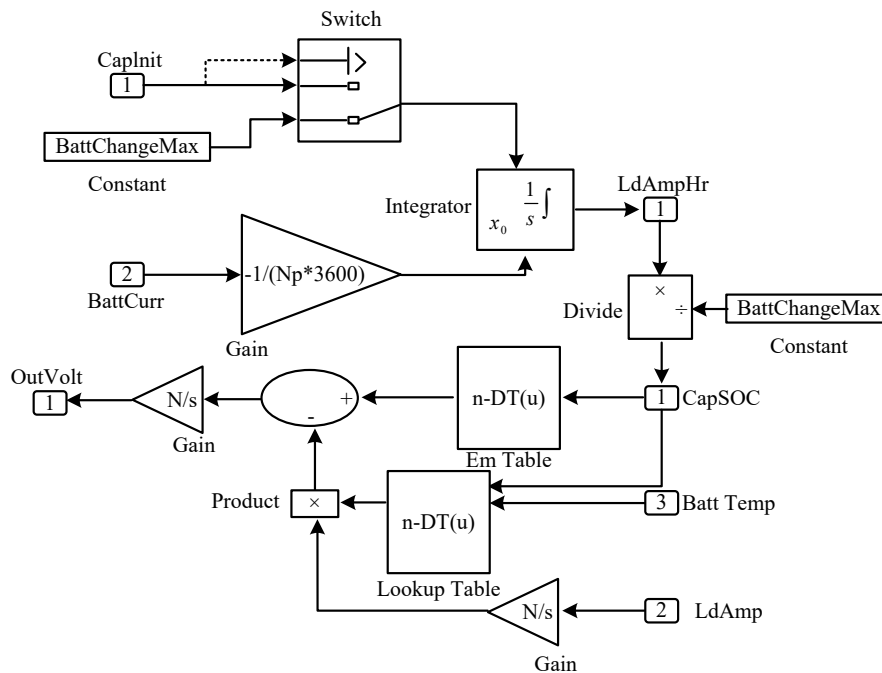 Switch
CapInit
1
BattChangeMax
Constant
Integrator
1
s
∫
x₀
LdAmpHr
1
2
BattCurr
-1/(Np*3600)
Gain
Divide
×
÷
BattChangeMax
Constant
OutVolt
1
N/s
Gain
+
-
n-DT(u)
Em Table
1
CapSOC
Product
×
n-DT(u)
Lookup Table
3
Batt Temp
N/s
Gain
2
LdAmp